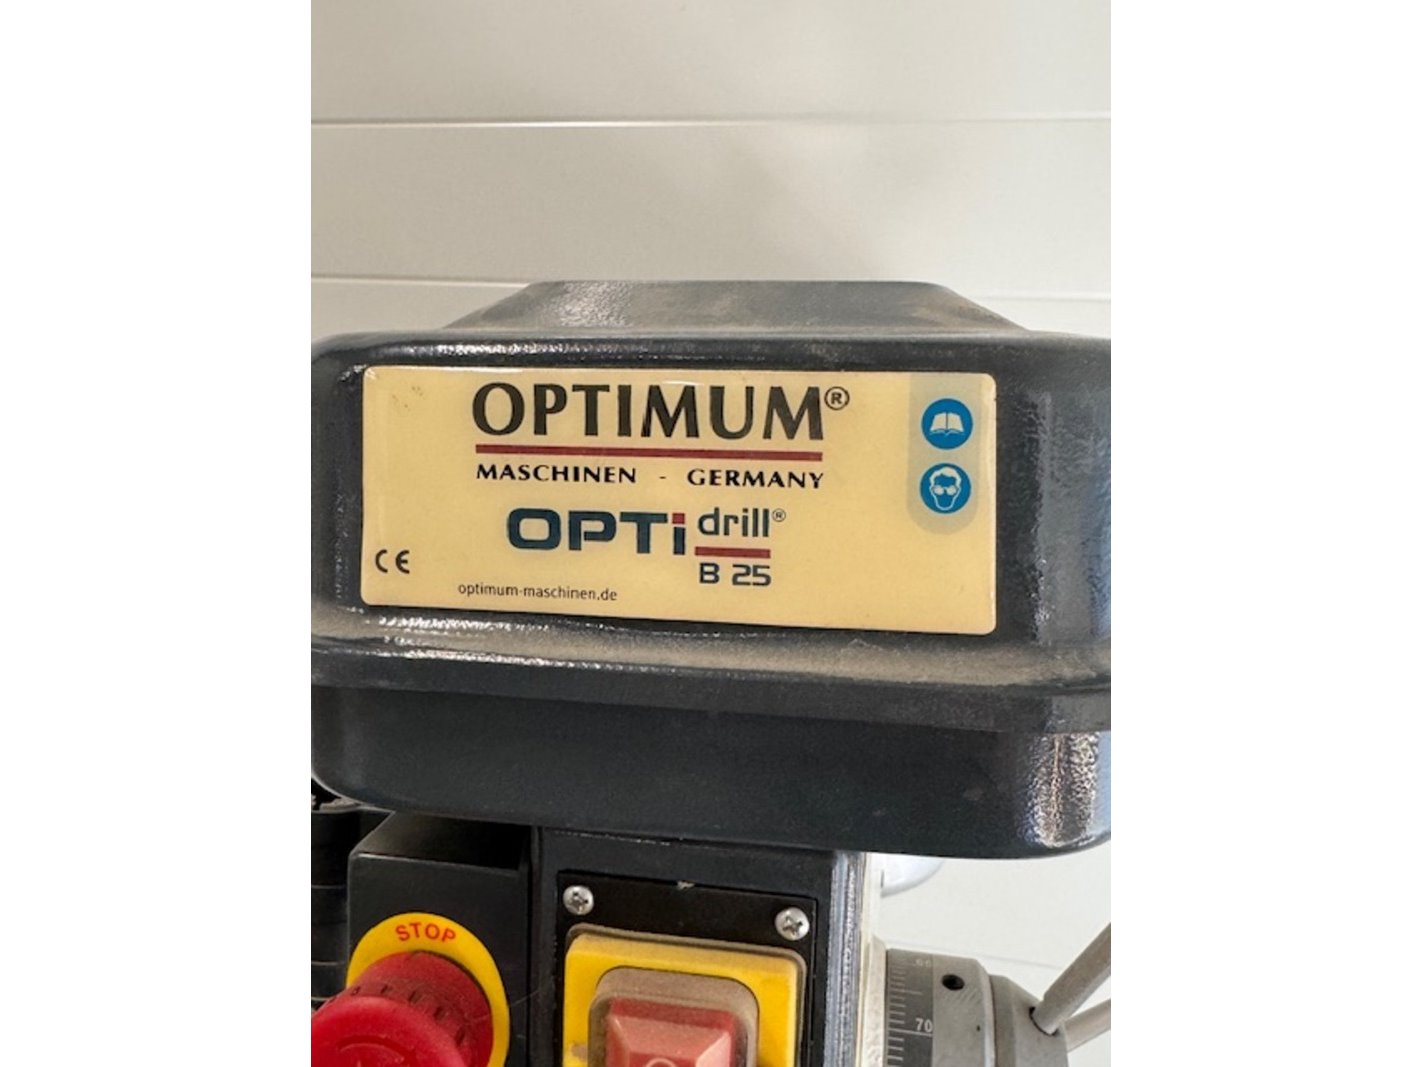 OPTIMUM®
MASCHINEN - GERMANY
OPTi drill®
B 25
CE
optimum-maschinen.de
STOP
70